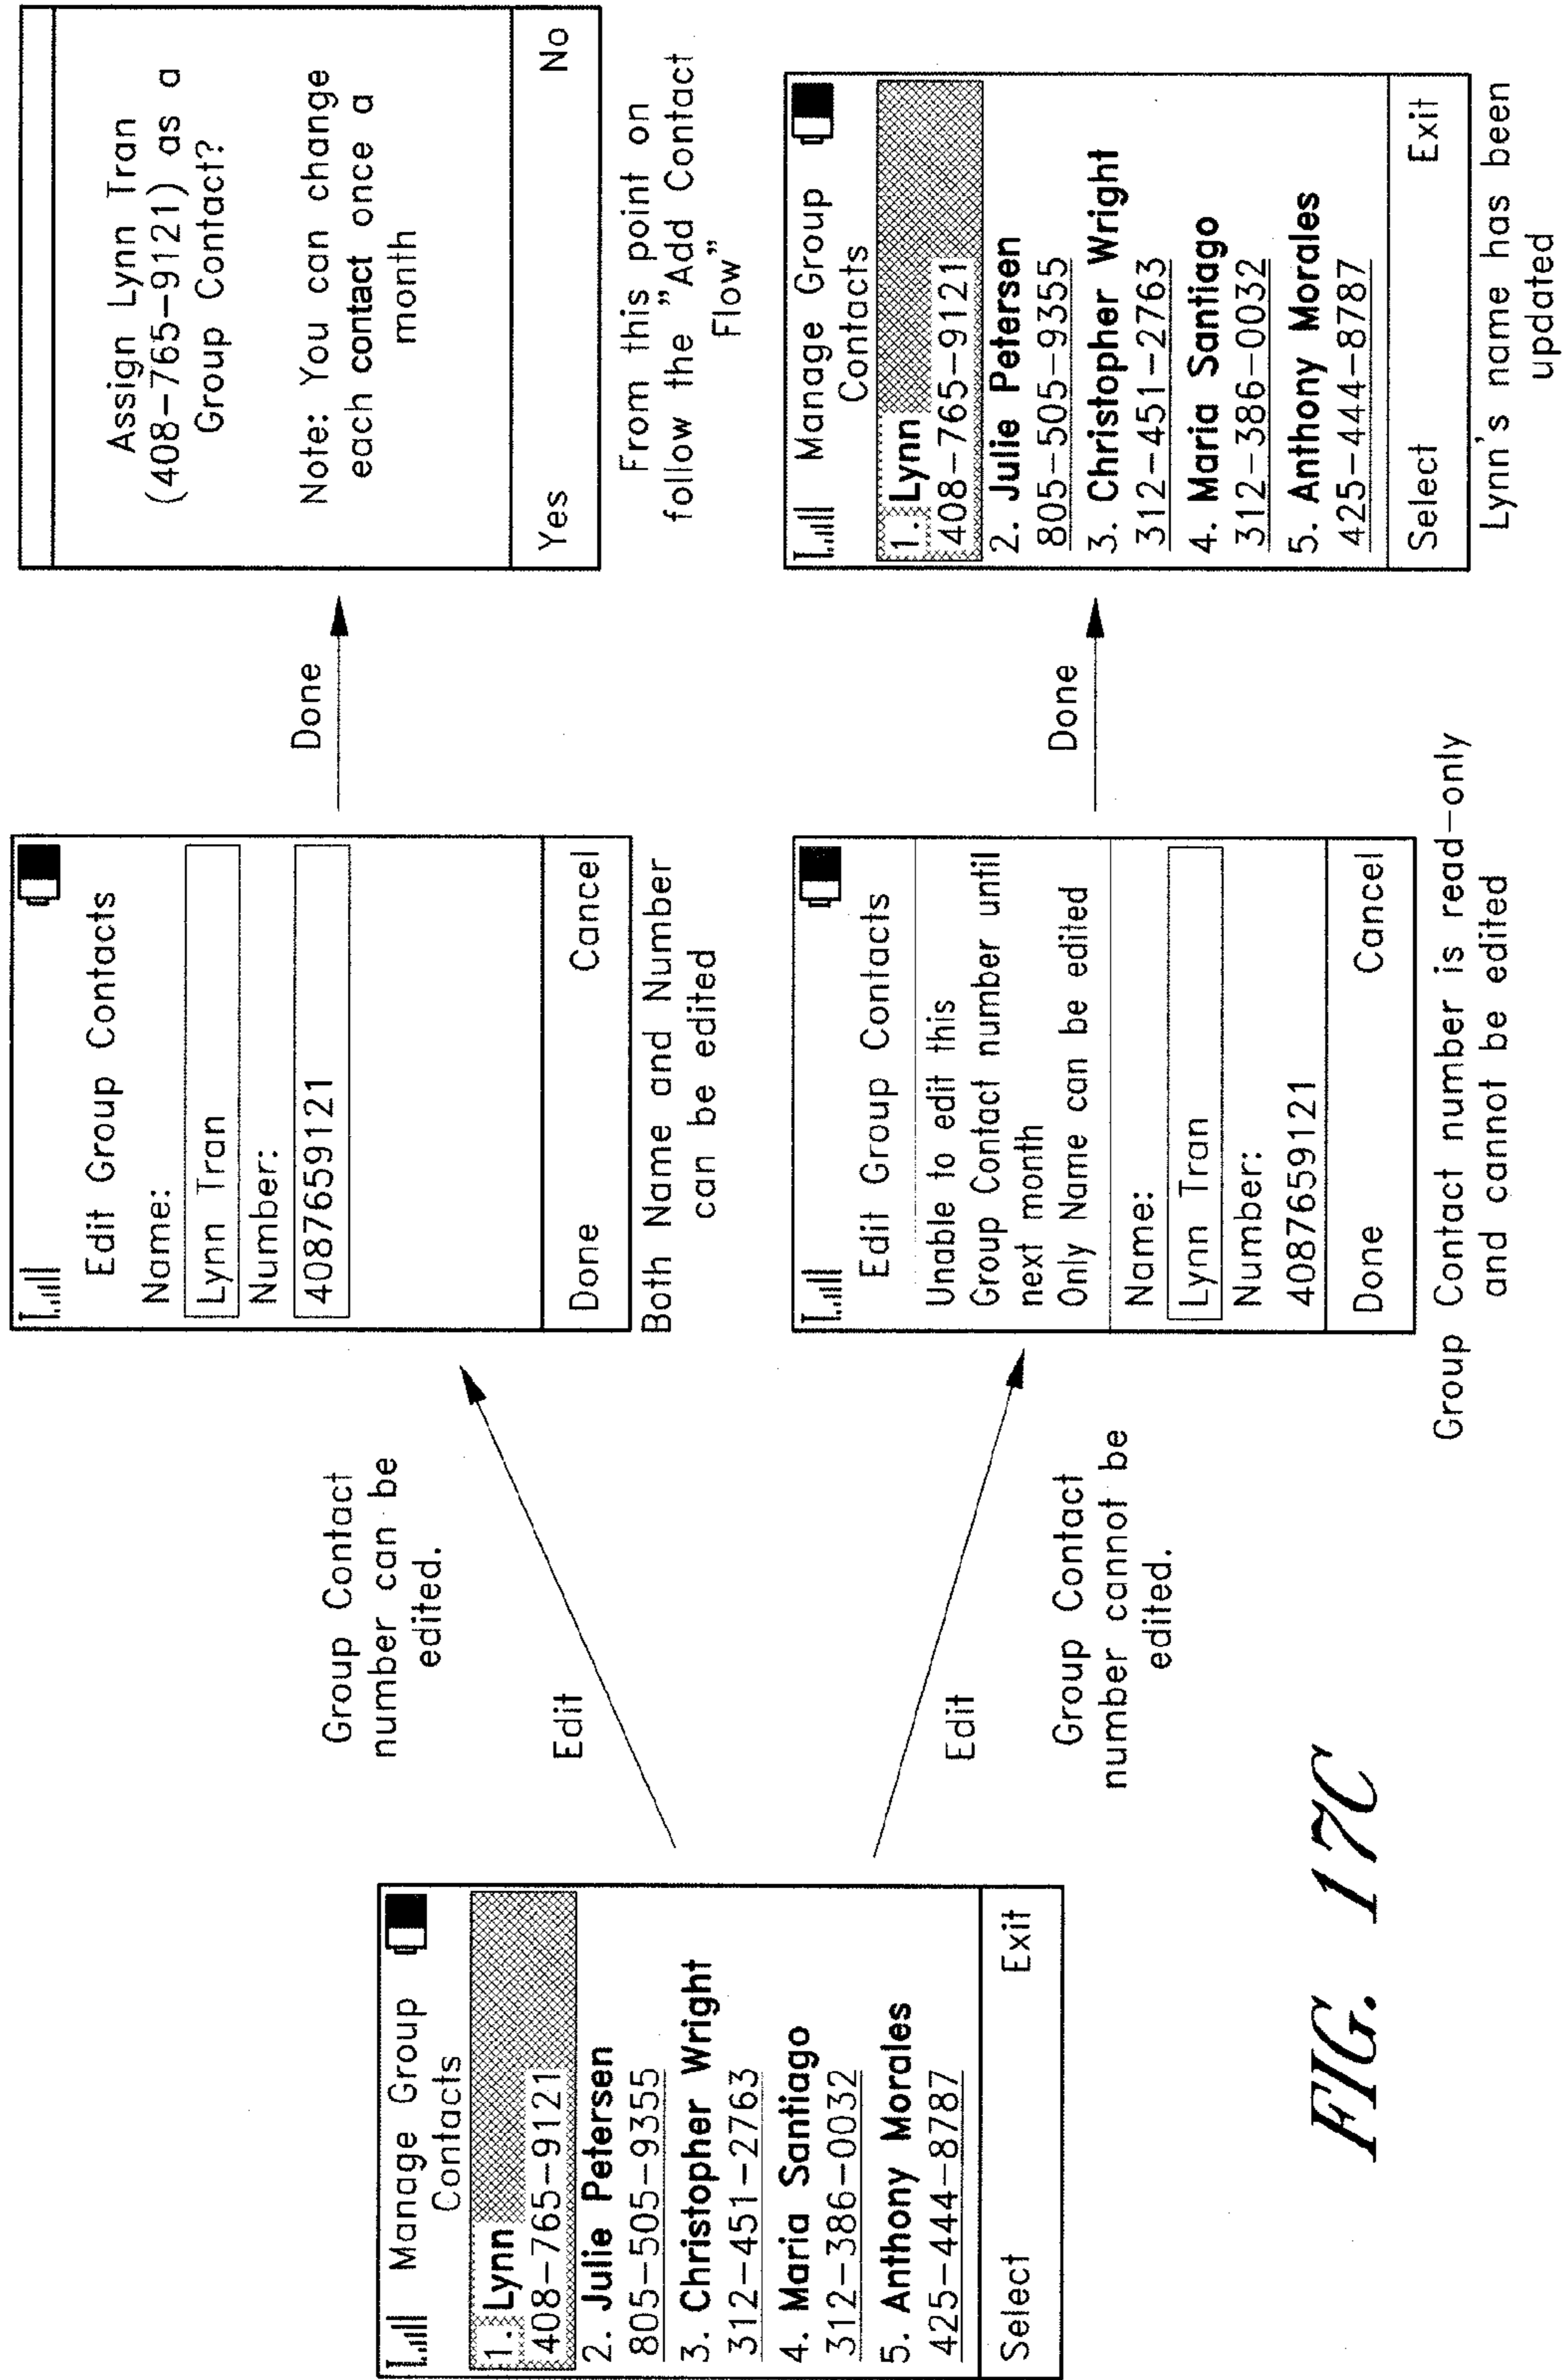 Manage Group
Contacts
1. Lynn
408-765-9121
2. Julie Petersen
805-505-9355
3. Christopher Wright
312-451-2763
4. Maria Santiago
312-386-0032
5. Anthony Morales
425-444-8787
Select Exit
Group Contact
number can be
edited.
Edit
Edit
Group Contact
number cannot be
edited.
Edit Group Contacts
Name:
Lynn Tran
Number:
4087659121
Done Cancel
Both Name and Number
can be edited
Done
Assign Lynn Tran
(408-765-9121) as a
Group Contact?
Note: You can change
each contact once a
month
Yes No
From this point on
follow the "Add Contact
Flow"
Edit Group Contacts
Unable to edit this
Group Contact number until
next month
Only Name can be edited
Name:
Lynn Tran
Number:
4087659121
Done Cancel
Group Contact number is read-only
and cannot be edited
Done
Manage Group
Contacts
1. Lynn
408-765-9121
2. Julie Petersen
805-505-9355
3. Christopher Wright
312-451-2763
4. Maria Santiago
312-386-0032
5. Anthony Morales
425-444-8787
Select Exit
Lynn's name has been
updated
FIG. 17C